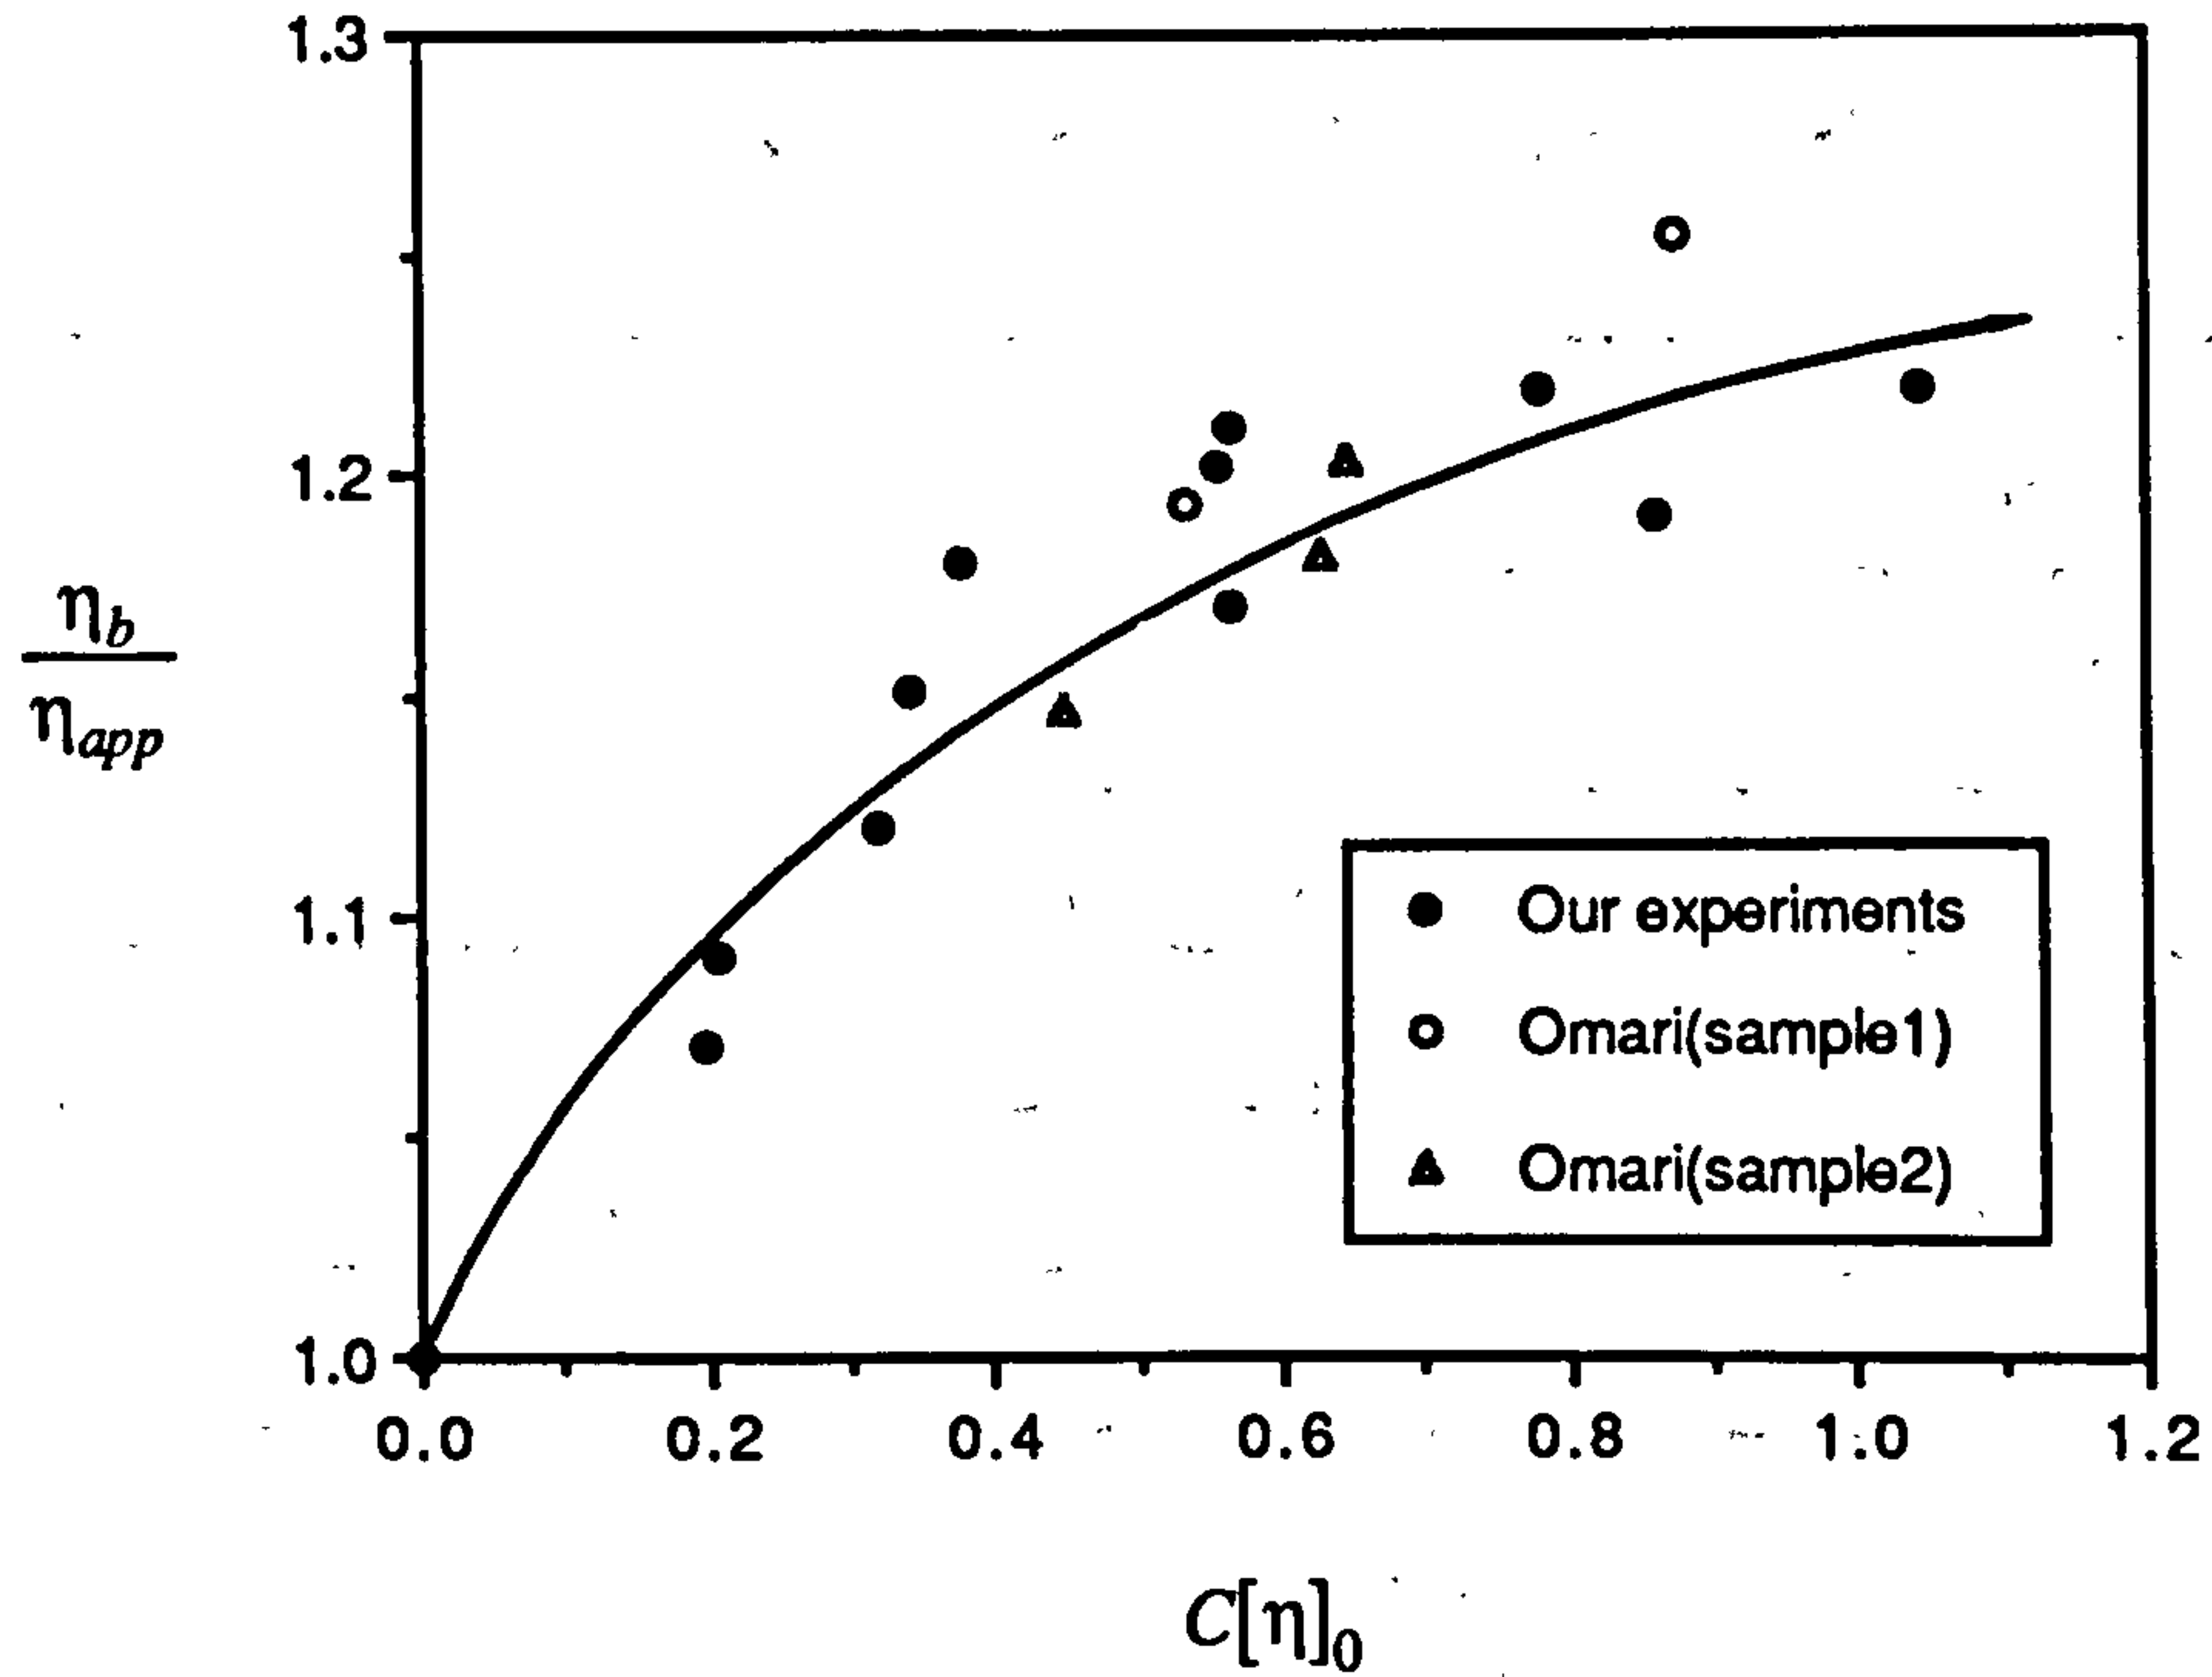 1.3
1.2
1.1
1.0
η_b
η_app
0.0 0.2 0.4 0.6 0.8 1.0 1.2
C[η]₀
Our experiments
Omari(sample1)
Omari(sample2)